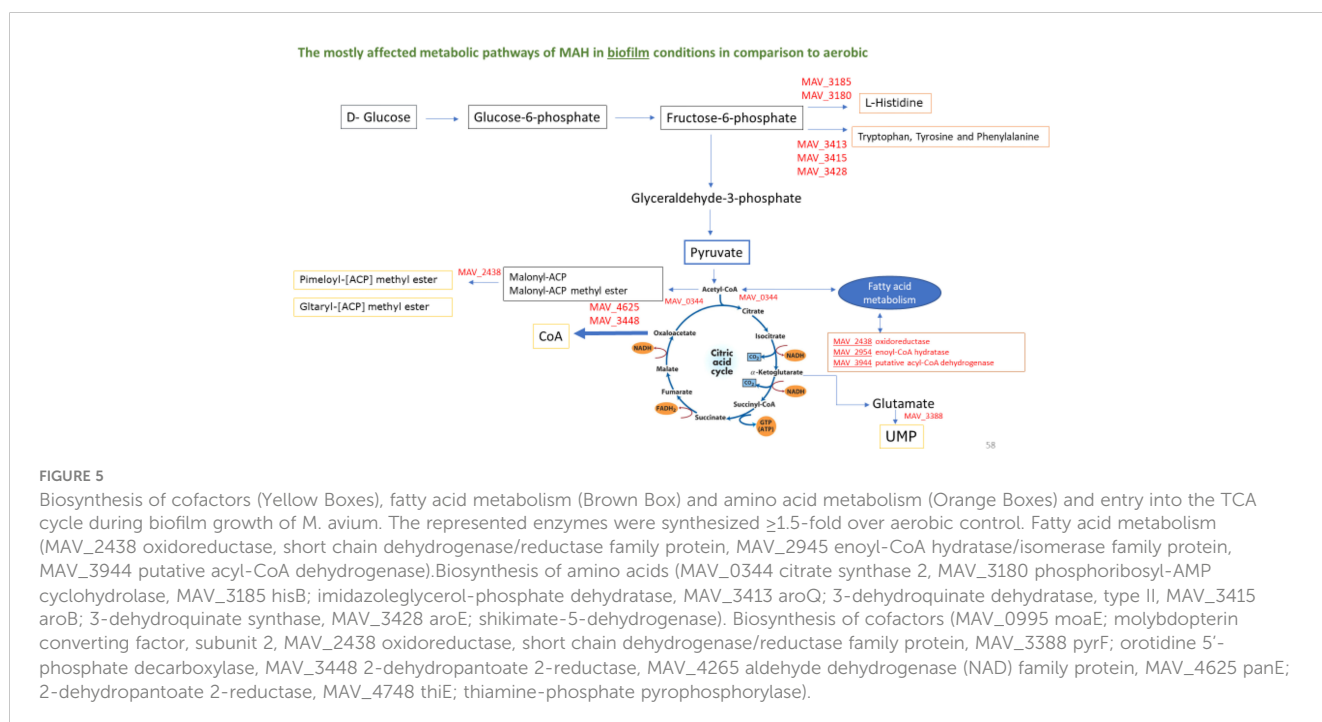 The mostly affected metabolic pathways of MAH in biofilm conditions in comparison to aerobic
MAV_3185
MAV_3180
L-Histidine
D- Glucose
Glucose-6-phosphate
Fructose-6-phosphate
Tryptophan, Tyrosine and Phenylalanine
MAV_3413
MAV_3415
MAV_3428
Glyceraldehyde-3-phosphate
Pyruvate
Pimeloyl-[ACP] methyl ester
MAV_2438
Malonyl-ACP
Malonyl-ACP methyl ester
Gltaryl-[ACP] methyl ester
MAV_4625
MAV_3448
CoA
MAV_0344
Acetyl-CoA
MAV_0344
Fatty acid
metabolism
Citrate
Oxaloacetate
Isocitrate
NADH
Citric
acid
cycle
CO₂
NADH
Malate
α-Ketoglutarate
CO₂
NADH
Fumarate
Succinyl-CoA
FADH₂
Succinate
GTP
(ATP)
MAV_2438 oxidoreductase
MAV_2954 enoyl-CoA hydratase
MAV_3944 putative acyl-CoA dehydrogenase
Glutamate
MAV_3388
UMP
58
FIGURE 5
Biosynthesis of cofactors (Yellow Boxes), fatty acid metabolism (Brown Box) and amino acid metabolism (Orange Boxes) and entry into the TCA
cycle during biofilm growth of M. avium. The represented enzymes were synthesized ≥1.5-fold over aerobic control. Fatty acid metabolism
(MAV_2438 oxidoreductase, short chain dehydrogenase/reductase family protein, MAV_2945 enoyl-CoA hydratase/isomerase family protein,
MAV_3944 putative acyl-CoA dehydrogenase).Biosynthesis of amino acids (MAV_0344 citrate synthase 2, MAV_3180 phosphoribosyl-AMP
cyclohydrolase, MAV_3185 hisB; imidazoleglycerol-phosphate dehydratase, MAV_3413 aroQ; 3-dehydroquinate dehydratase, type II, MAV_3415
aroB; 3-dehydroquinate synthase, MAV_3428 aroE; shikimate-5-dehydrogenase). Biosynthesis of cofactors (MAV_0995 moaE; molybdopterin
converting factor, subunit 2, MAV_2438 oxidoreductase, short chain dehydrogenase/reductase family protein, MAV_3388 pyrF; orotidine 5′-
phosphate decarboxylase, MAV_3448 2-dehydropantoate 2-reductase, MAV_4265 aldehyde dehydrogenase (NAD) family protein, MAV_4625 panE;
2-dehydropantoate 2-reductase, MAV_4748 thiE; thiamine-phosphate pyrophosphorylase).